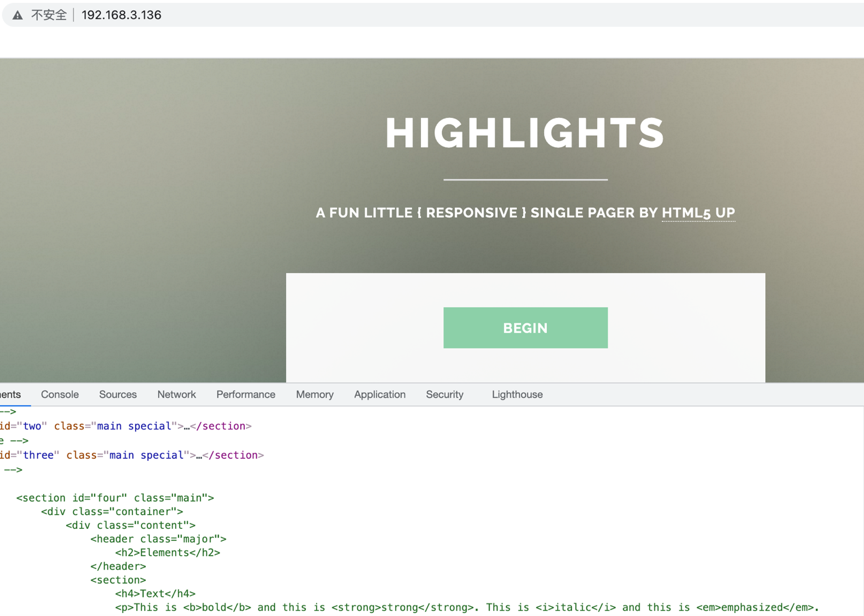 不安全 192.168.3.136
HIGHLIGHTS
A FUN LITTLE { RESPONSIVE } SINGLE PAGER BY HTML5 UP
BEGIN
ents Console Sources Network Performance Memory Application Security Lighthouse
-->
id="two" class="main special">…</section>
e -->
id="three" class="main special">…</section>
-->
<section id="four" class="main">
<div class="container">
<div class="content">
<header class="major">
<h2>Elements</h2>
</header>
<section>
<h4>Text</h4>
<p>This is <b>bold</b> and this is <strong>strong</strong>. This is <i>italic</i> and this is <em>emphasized</em>.